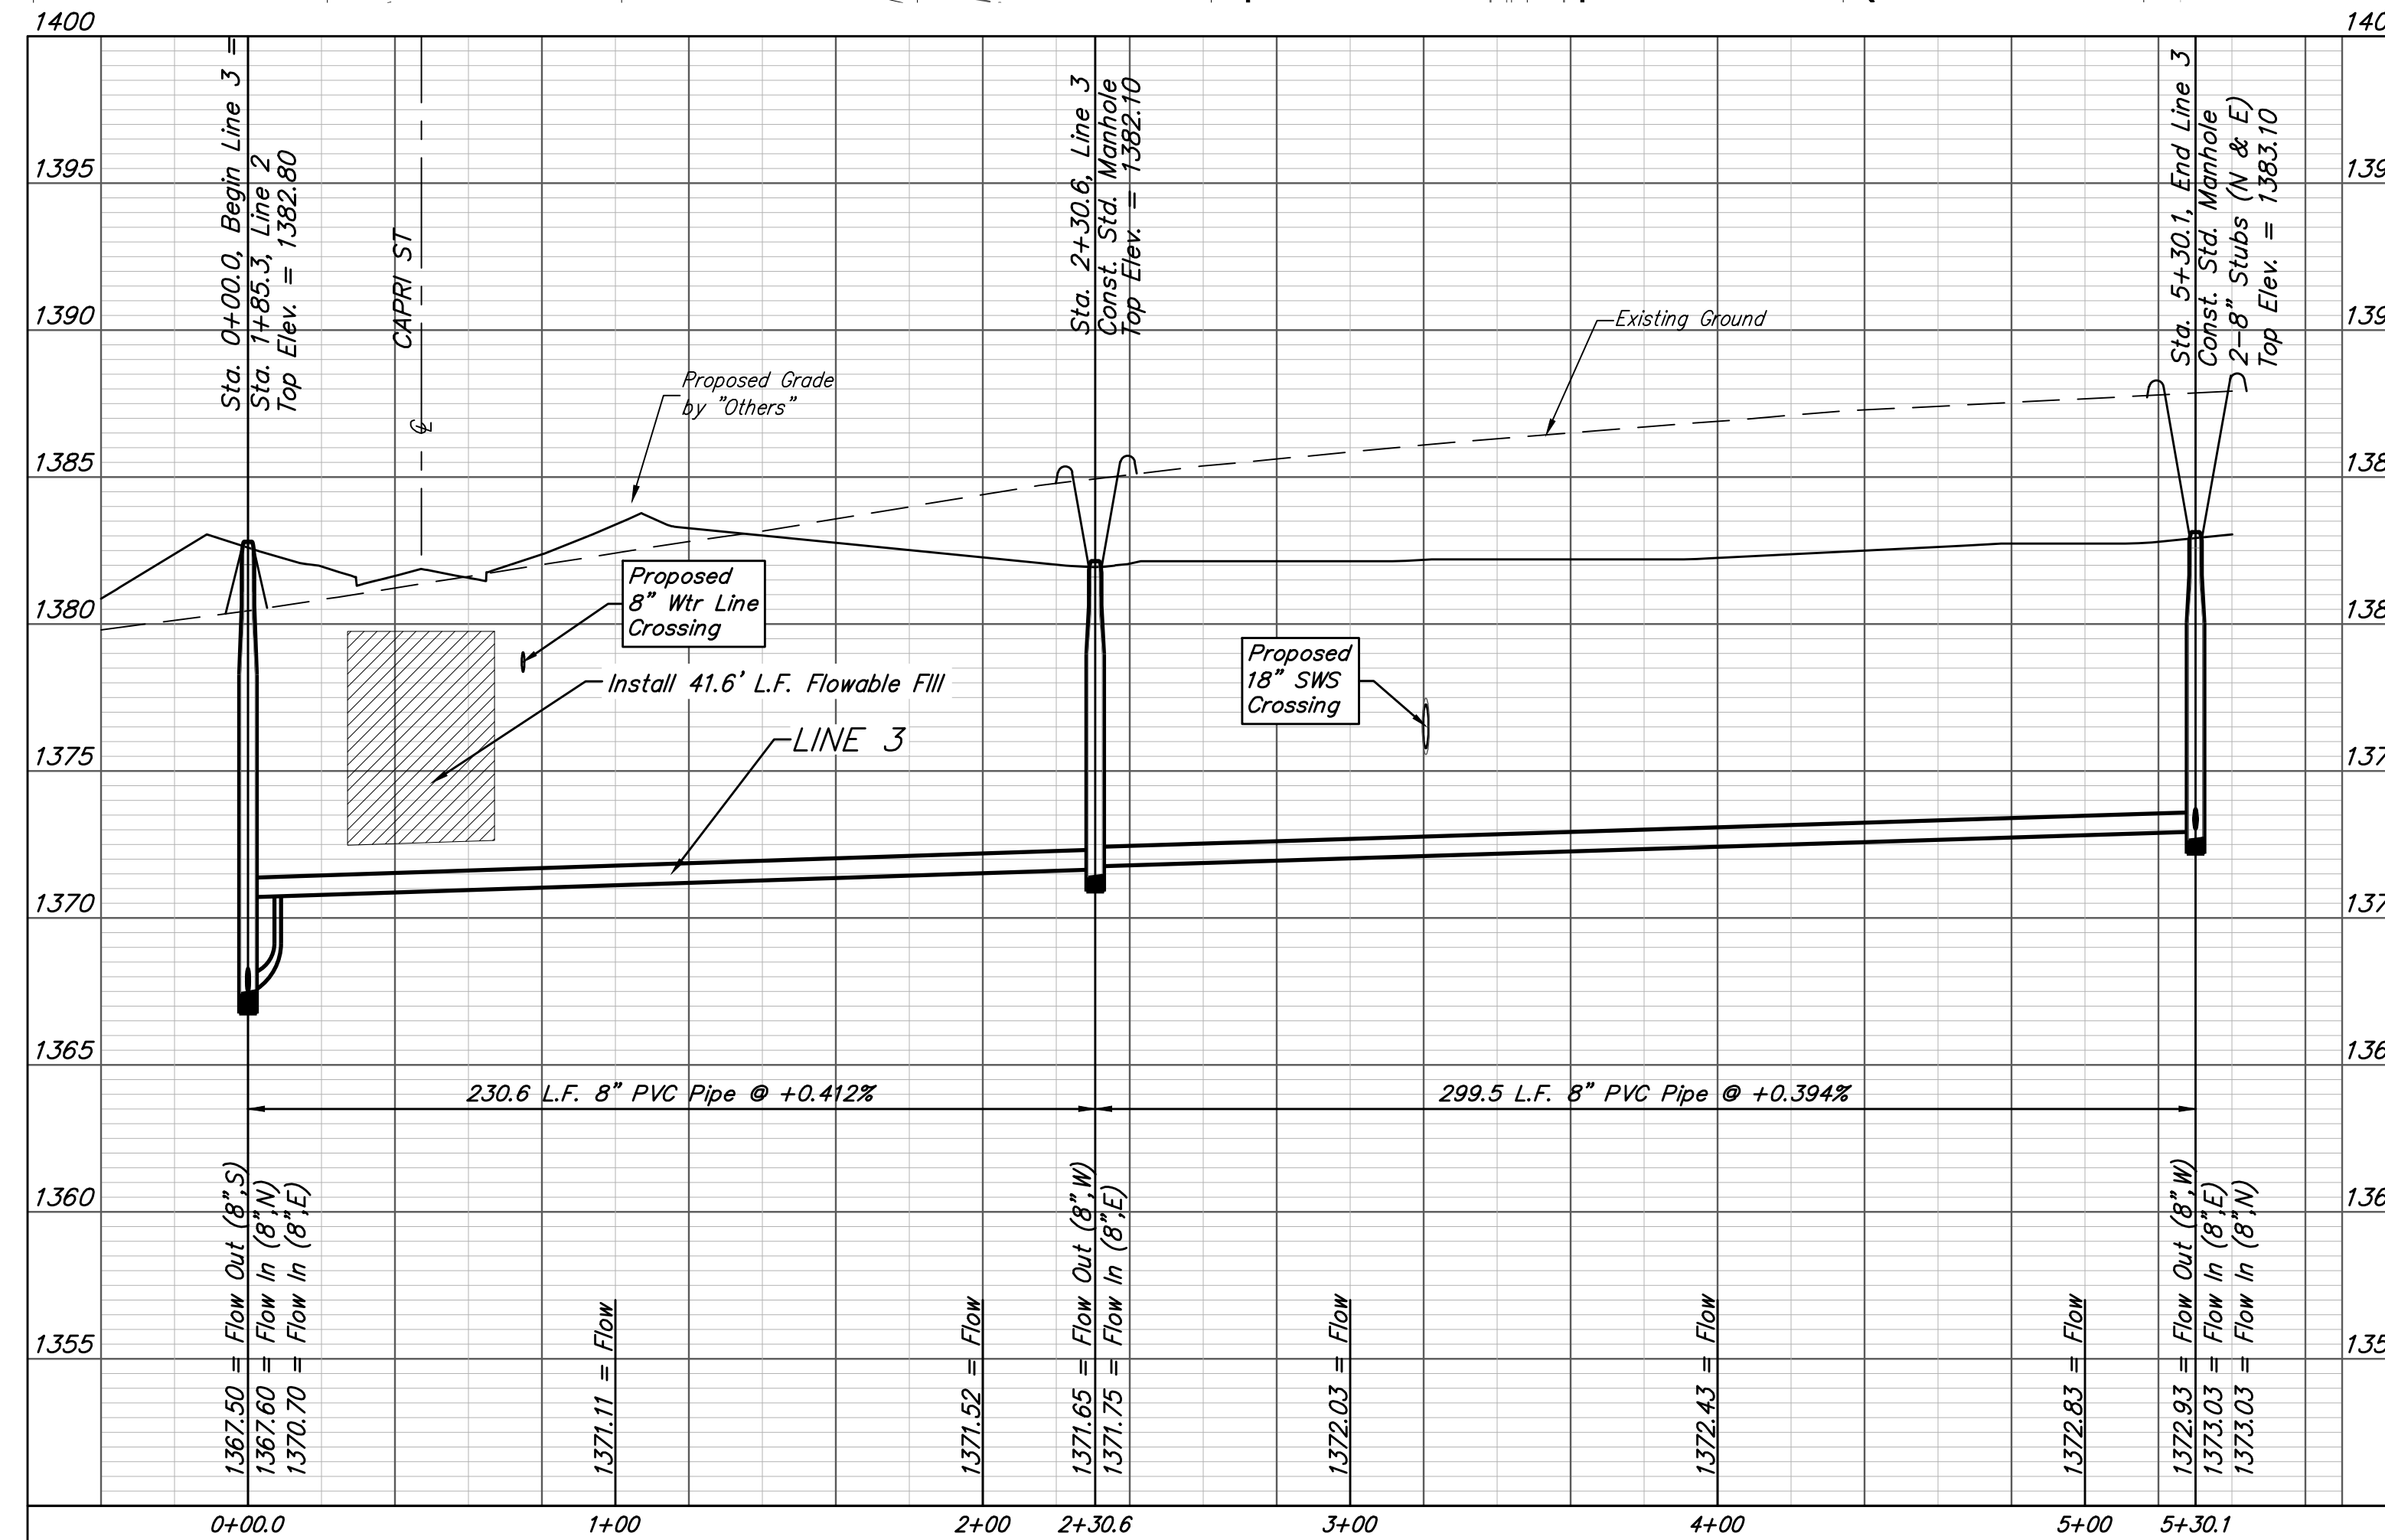 1400
1395
1390
1385
1380
1375
1370
1365
1360
1355
Sta. 0+00.0, Begin Line 3 =
Sta. 1+85.3, Line 2
Top Elev. = 1382.80
CAPRI ST
℄
Proposed Grade
by "Others"
Sta. 2+30.6, Line 3
Const. Std. Manhole
Top Elev. = 1382.10
Existing Ground
Sta. 5+30.1, End Line 3
Const. Std. Manhole
2-8" Stubs (N & E)
Top Elev. = 1383.10
Proposed
8" Wtr Line
Crossing
Install 41.6' L.F. Flowable FIll
LINE 3
Proposed
18" SWS
Crossing
230.6 L.F. 8" PVC Pipe @ +0.412%
299.5 L.F. 8" PVC Pipe @ +0.394%
1367.50 = Flow Out (8",S)
1367.60 = Flow In (8",N)
1370.70 = Flow In (8",E)
1371.11 = Flow
1371.52 = Flow
1371.65 = Flow Out (8",W)
1371.75 = Flow In (8",E)
1372.03 = Flow
1372.43 = Flow
1372.83 = Flow
1372.93 = Flow Out (8",W)
1373.03 = Flow In (8",E)
1373.03 = Flow In (8",N)
0+00.0 1+00 2+00 2+30.6 3+00 4+00 5+00 5+30.1